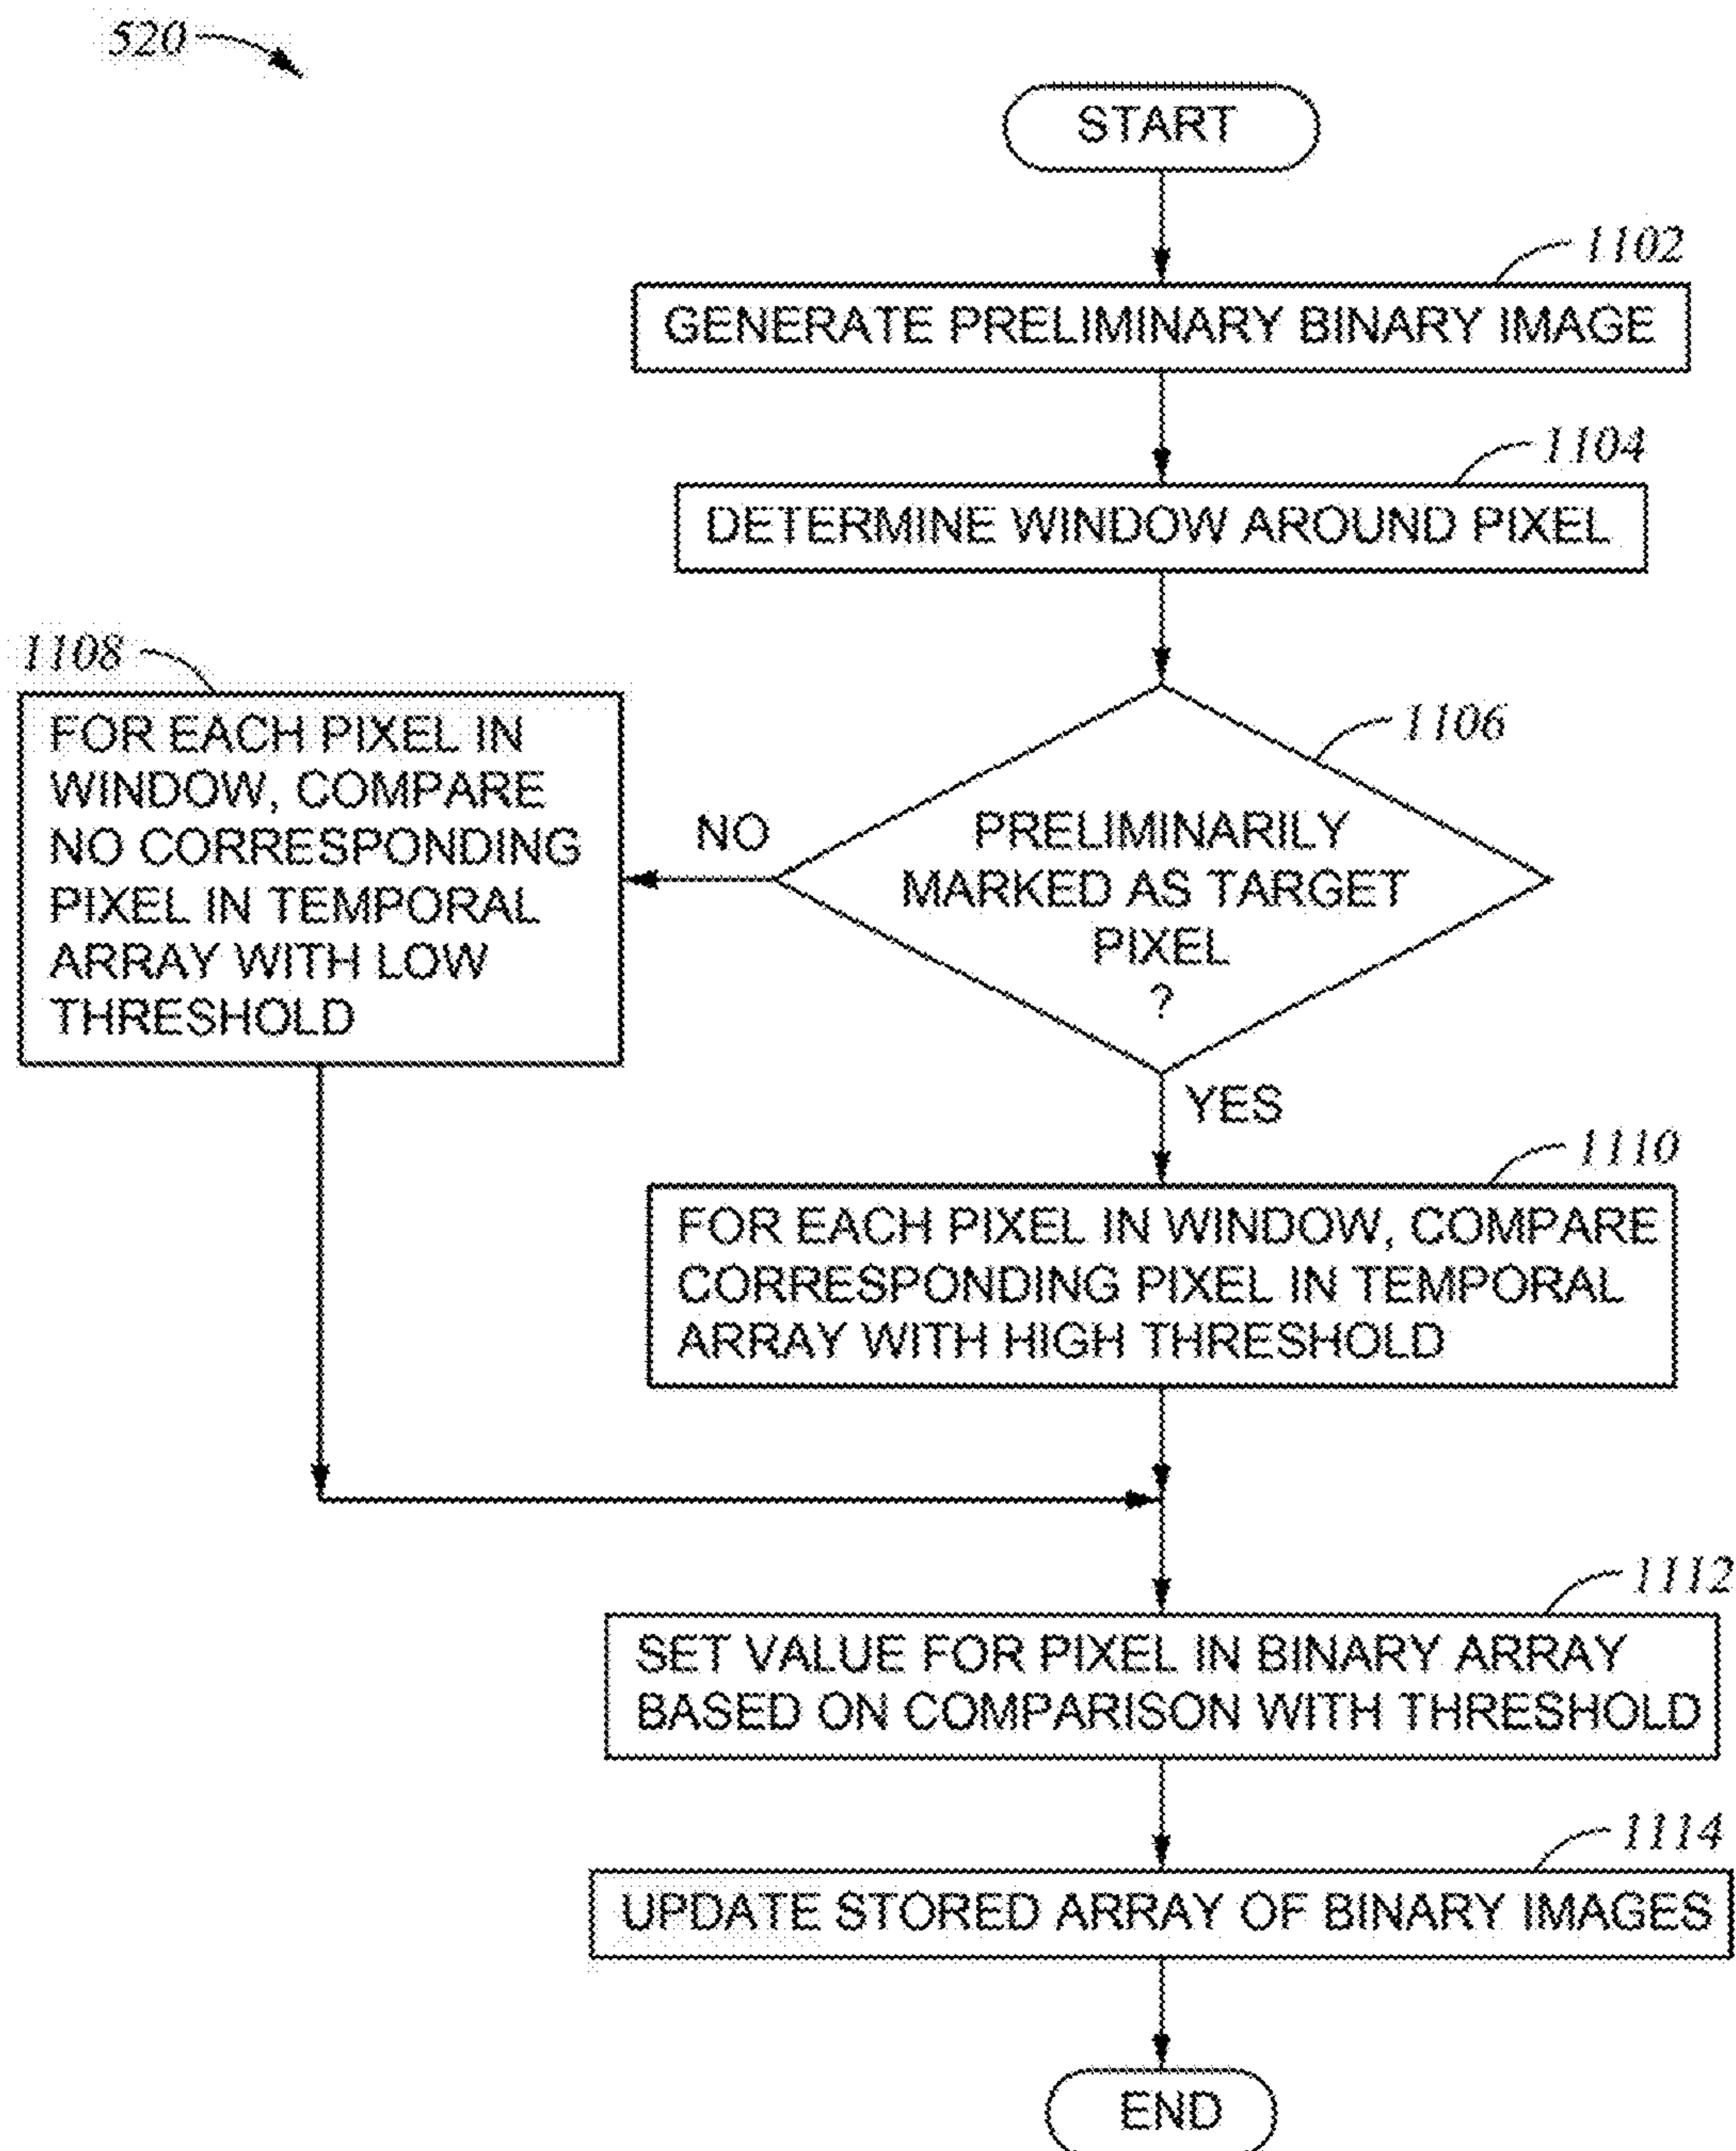 520
START
1102
GENERATE PRELIMINARY BINARY IMAGE
1104
DETERMINE WINDOW AROUND PIXEL
1106
PRELIMINARILY
MARKED AS TARGET
PIXEL
?
NO
1108
FOR EACH PIXEL IN
WINDOW, COMPARE
NO CORRESPONDING
PIXEL IN TEMPORAL
ARRAY WITH LOW
THRESHOLD
YES
1110
FOR EACH PIXEL IN WINDOW, COMPARE
CORRESPONDING PIXEL IN TEMPORAL
ARRAY WITH HIGH THRESHOLD
1112
SET VALUE FOR PIXEL IN BINARY ARRAY
BASED ON COMPARISON WITH THRESHOLD
1114
UPDATE STORED ARRAY OF BINARY IMAGES
END